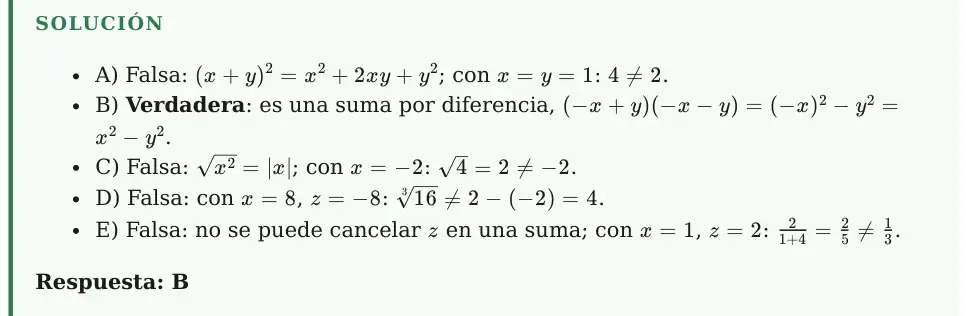 SOLUCIÓN
• A) Falsa: (x + y)² = x² + 2xy + y²; con x = y = 1: 4 ≠ 2.
• B) Verdadera: es una suma por diferencia, (−x + y)(−x − y) = (−x)² − y² =
x² − y².
• C) Falsa: √x² = |x|; con x = −2: √4 = 2 ≠ −2.
• D) Falsa: con x = 8, z = −8: ∛16 ≠ 2 − (−2) = 4.
• E) Falsa: no se puede cancelar z en una suma; con x = 1, z = 2: 2/(1+4) = 2/5 ≠ 1/3.
Respuesta: B